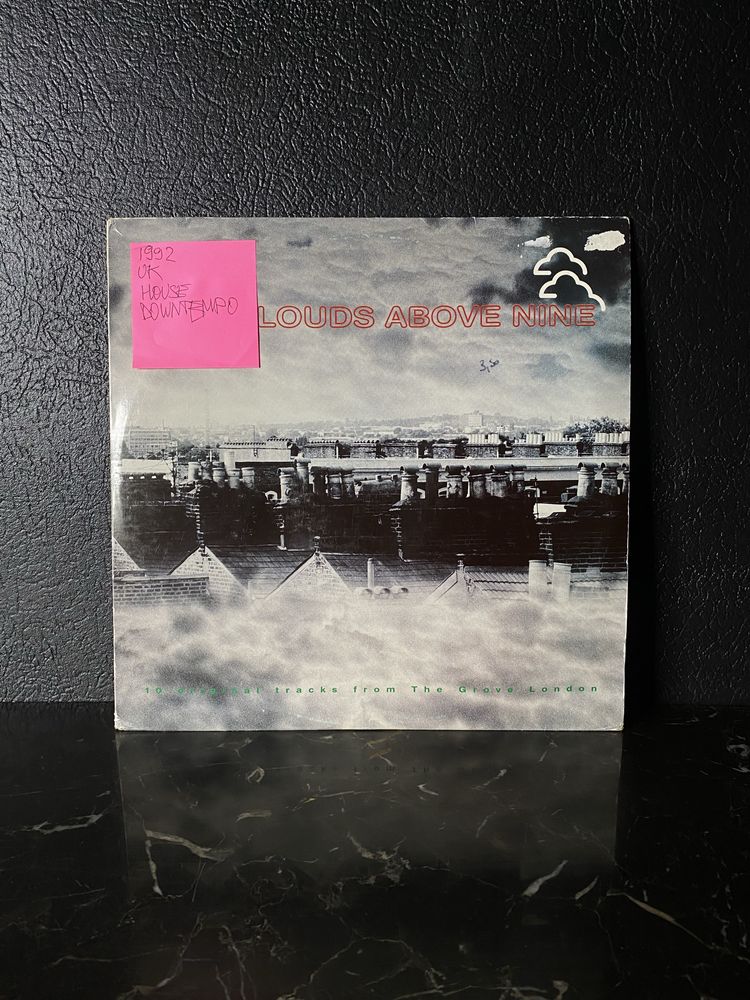 1992
UK
HOUSE
DOWNTEMPO
LOUDS ABOVE NINE
3,50
10 original tracks from The Grove London